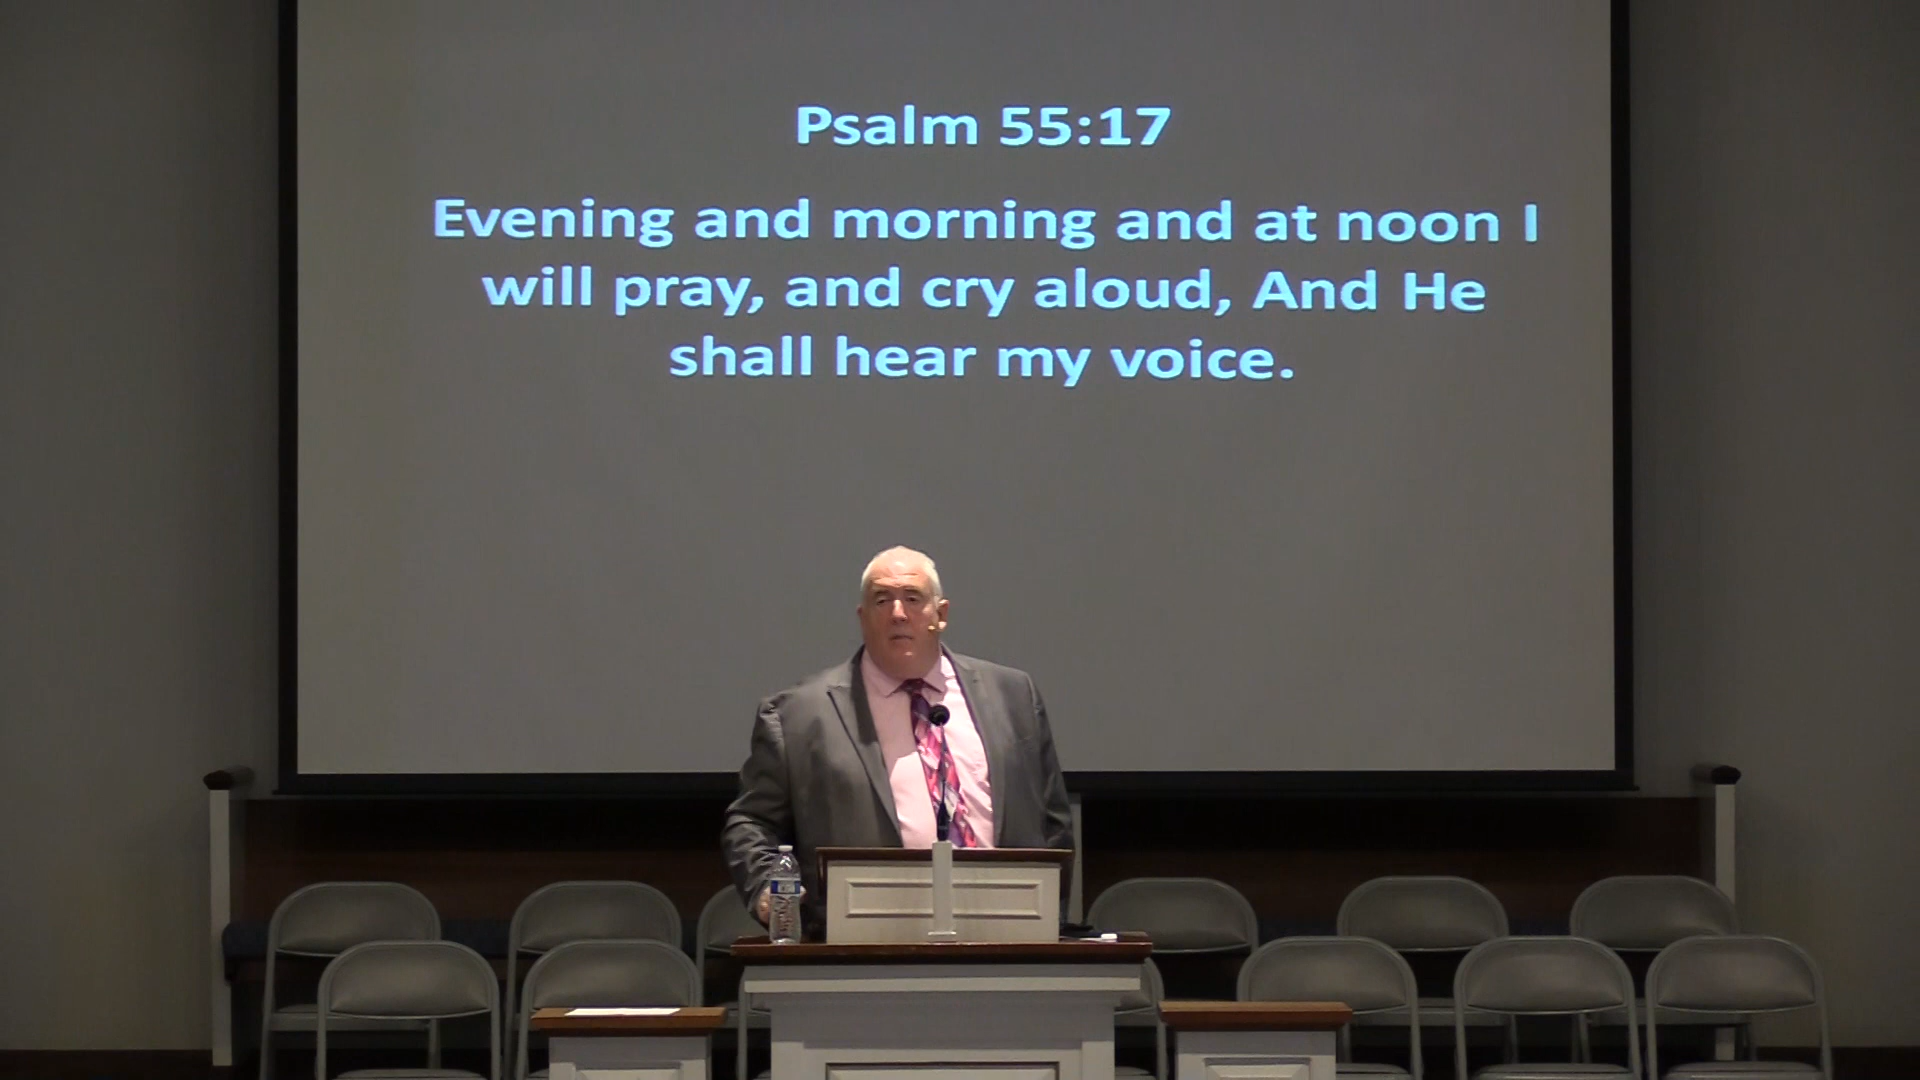 Psalm 55:17
Evening and morning and at noon I
will pray, and cry aloud, And He
shall hear my voice.